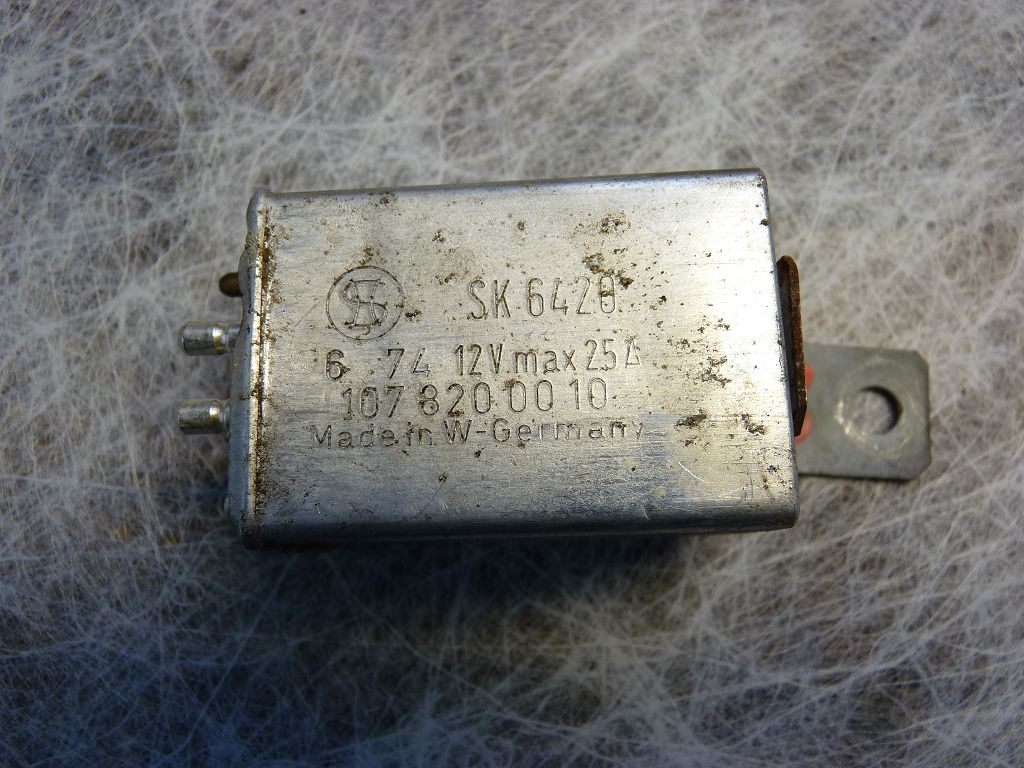 SK 6420
6 74 12V max 25A
107 820 00 10
Made in W-Germany